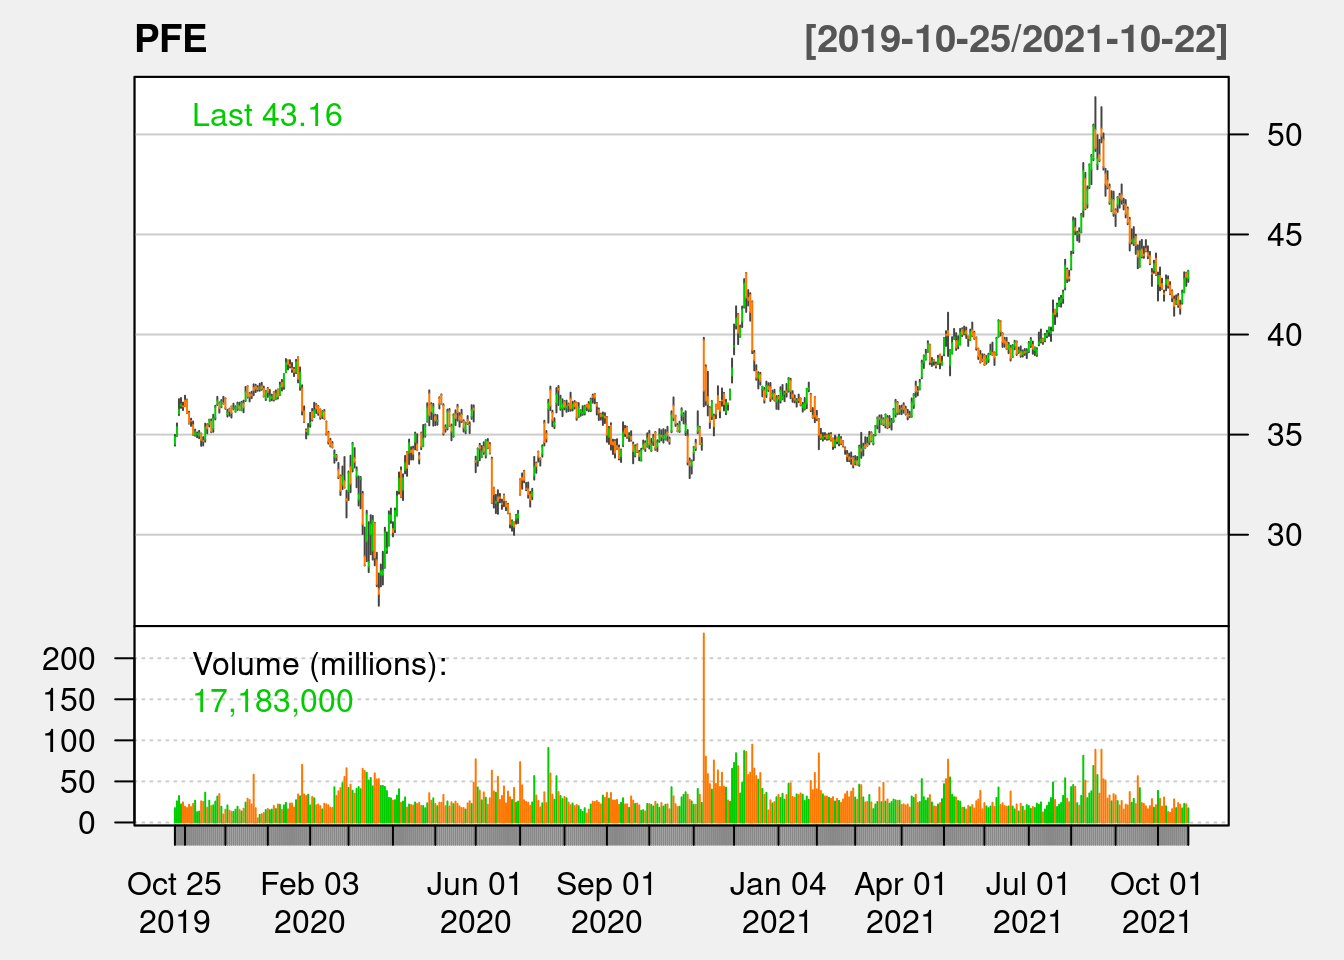 PFE [2019-10-25/2021-10-22]
Last 43.16
50
45
40
35
30
Volume (millions):
17,183,000
200
150
100
50
0
Oct 25 Feb 03 Jun 01 Sep 01 Jan 04 Apr 01 Jul 01 Oct 01
2019 2020 2020 2020 2021 2021 2021 2021